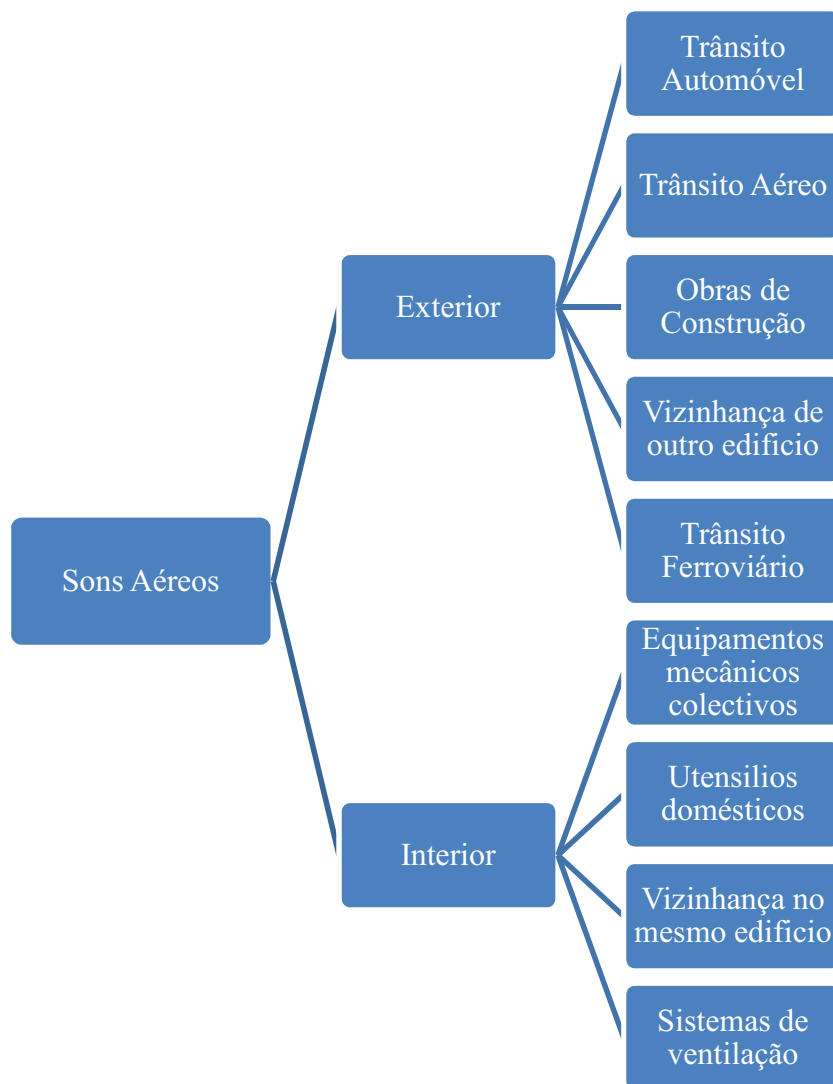 Sons Aéreos
Exterior
Trânsito
Automóvel
Trânsito Aéreo
Obras de
Construção
Vizinhança de
outro edificio
Trânsito
Ferroviário
Interior
Equipamentos
mecânicos
colectivos
Utensilios
domésticos
Vizinhança no
mesmo edificio
Sistemas de
ventilação